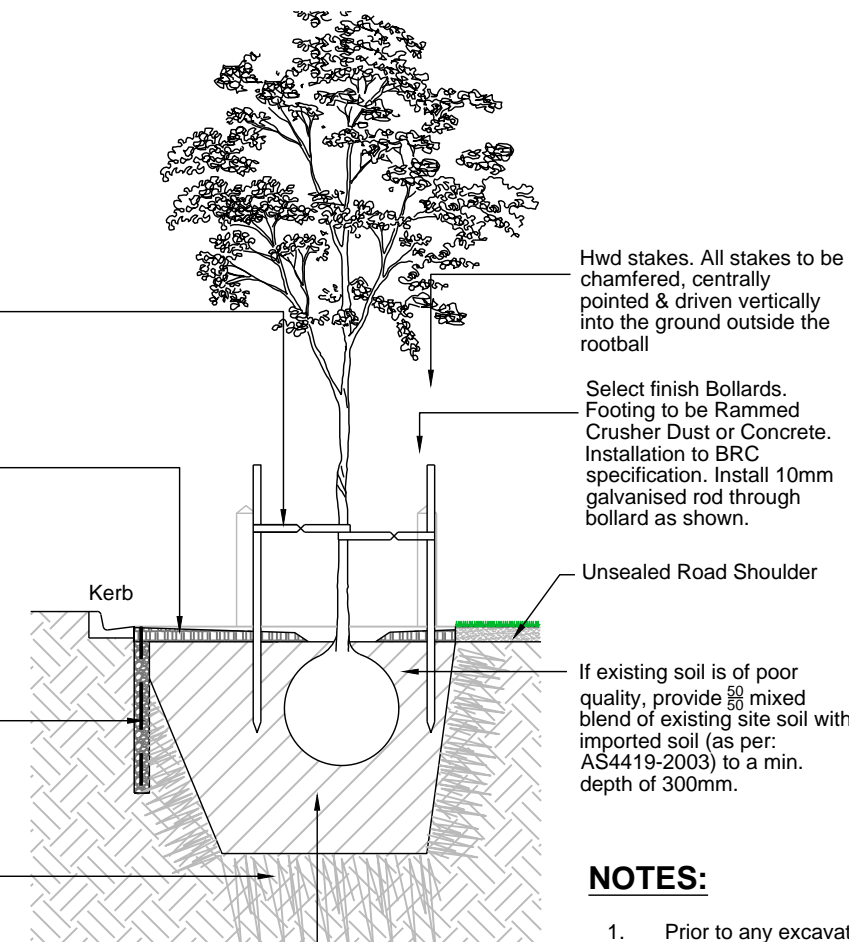 Hwd stakes. All stakes to be
chamfered, centrally
pointed & driven vertically
into the ground outside the
rootball
Select finish Bollards.
Footing to be Rammed
Crusher Dust or Concrete.
Installation to BRC
specification. Install 10mm
galvanised rod through
bollard as shown.
Kerb
Unsealed Road Shoulder
If existing soil is of poor
quality, provide 50/50 mixed
blend of existing site soil with
imported soil (as per:
AS4419-2003) to a min.
depth of 300mm.
NOTES:
1. Prior to any excavat